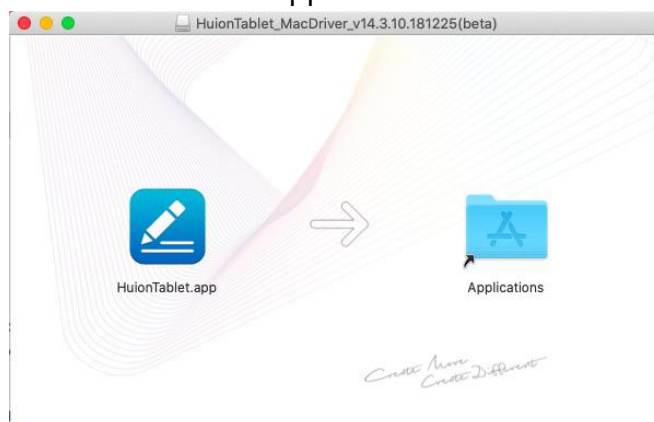 HuionTablet_MacDriver_v14.3.10.181225(beta)
HuionTablet.app
Applications
Create More
Create Different